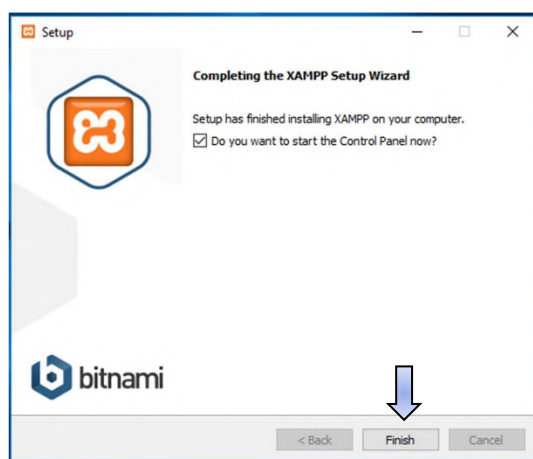 Setup
Completing the XAMPP Setup Wizard
Setup has finished installing XAMPP on your computer.
Do you want to start the Control Panel now?
bitnami
< Back
Finish
Cancel